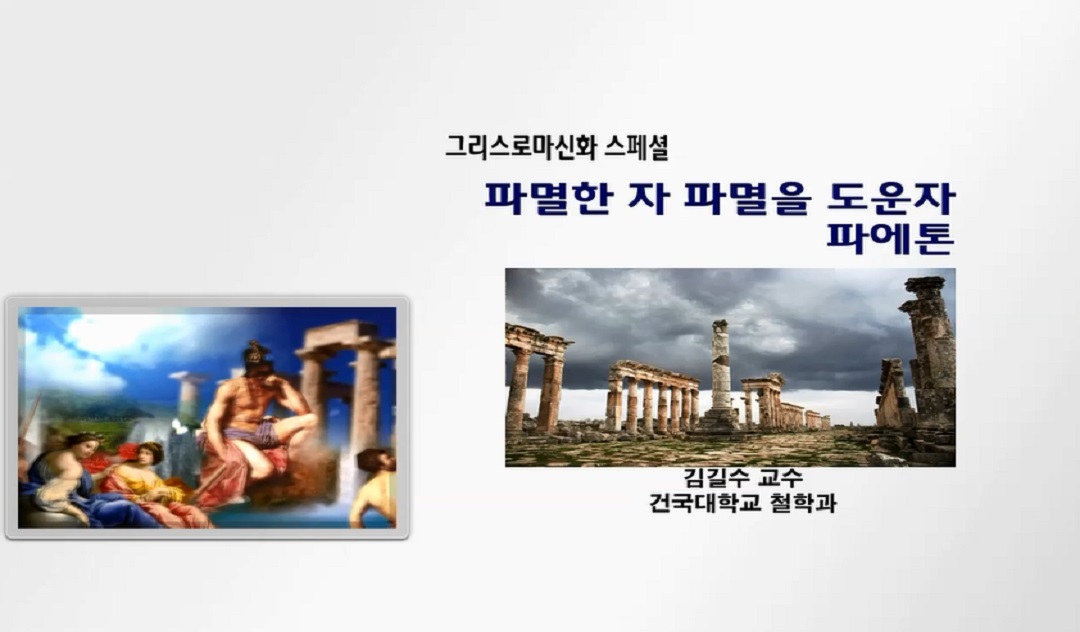 그리스로마신화 스페셜
파멸한 자 파멸을 도운자
파에톤
김길수 교수
건국대학교 철학과